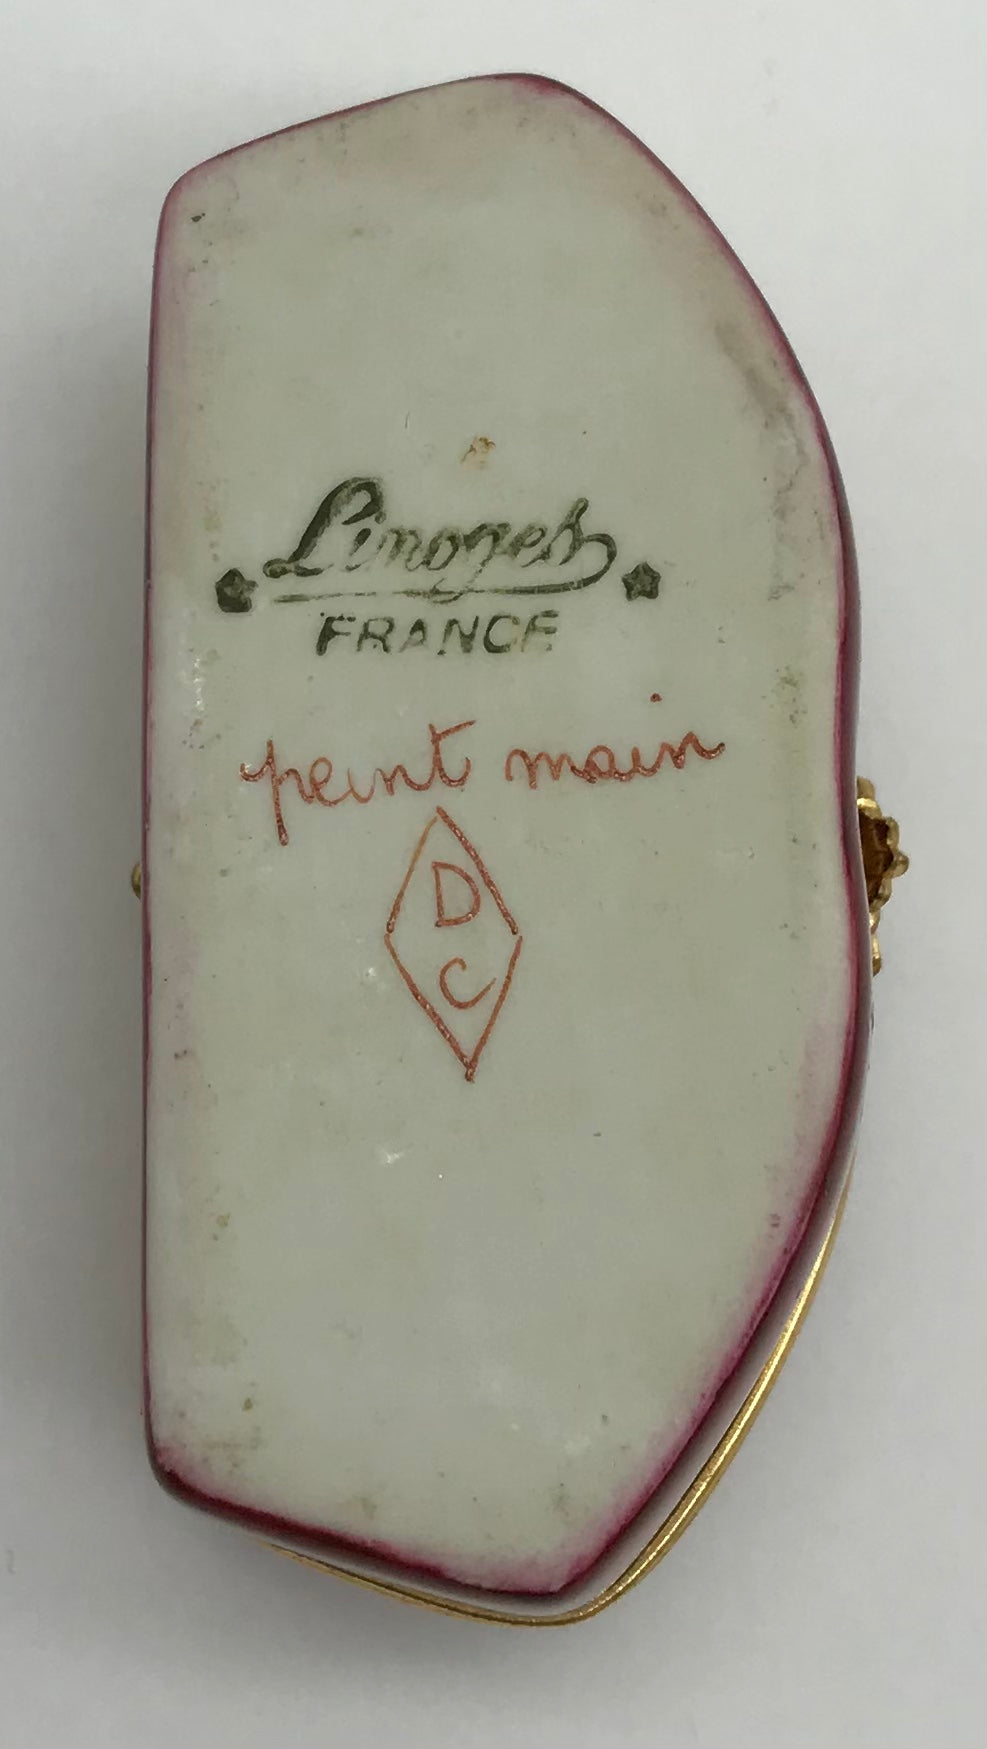 Limoges
FRANCE
peint main
D
C